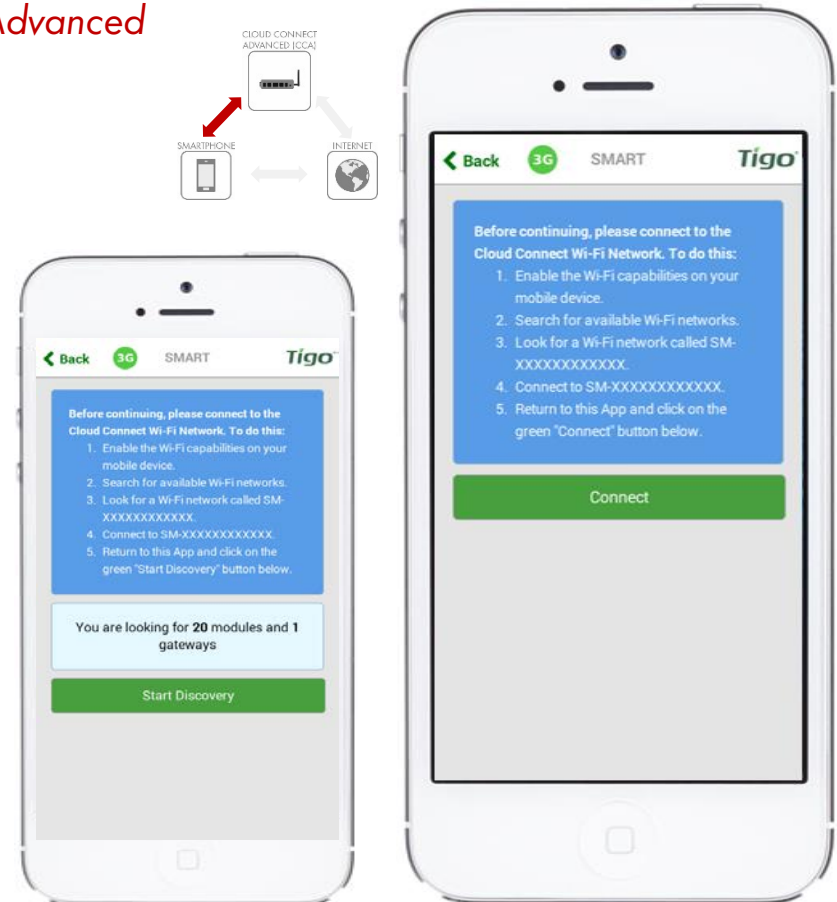 Advanced
CLOUD CONNECT
ADVANCED (CCA)
SMARTPHONE
INTERNET
Back
3G
SMART
Tigo
Before continuing, please connect to the
Cloud Connect Wi-Fi Network. To do this:
1. Enable the Wi-Fi capabilities on your
mobile device.
2. Search for available Wi-Fi networks.
3. Look for a Wi-Fi network called SM-
XXXXXXXXXXXX.
4. Connect to SM-XXXXXXXXXXXX.
5. Return to this App and click on the
green "Start Discovery" button below.
You are looking for 20 modules and 1
gateways
Start Discovery
Back
3G
SMART
Tigo
Before continuing, please connect to the
Cloud Connect Wi-Fi Network. To do this:
1. Enable the Wi-Fi capabilities on your
mobile device.
2. Search for available Wi-Fi networks.
3. Look for a Wi-Fi network called SM-
XXXXXXXXXXXX.
4. Connect to SM-XXXXXXXXXXXX.
5. Return to this App and click on the
green "Connect" button below.
Connect